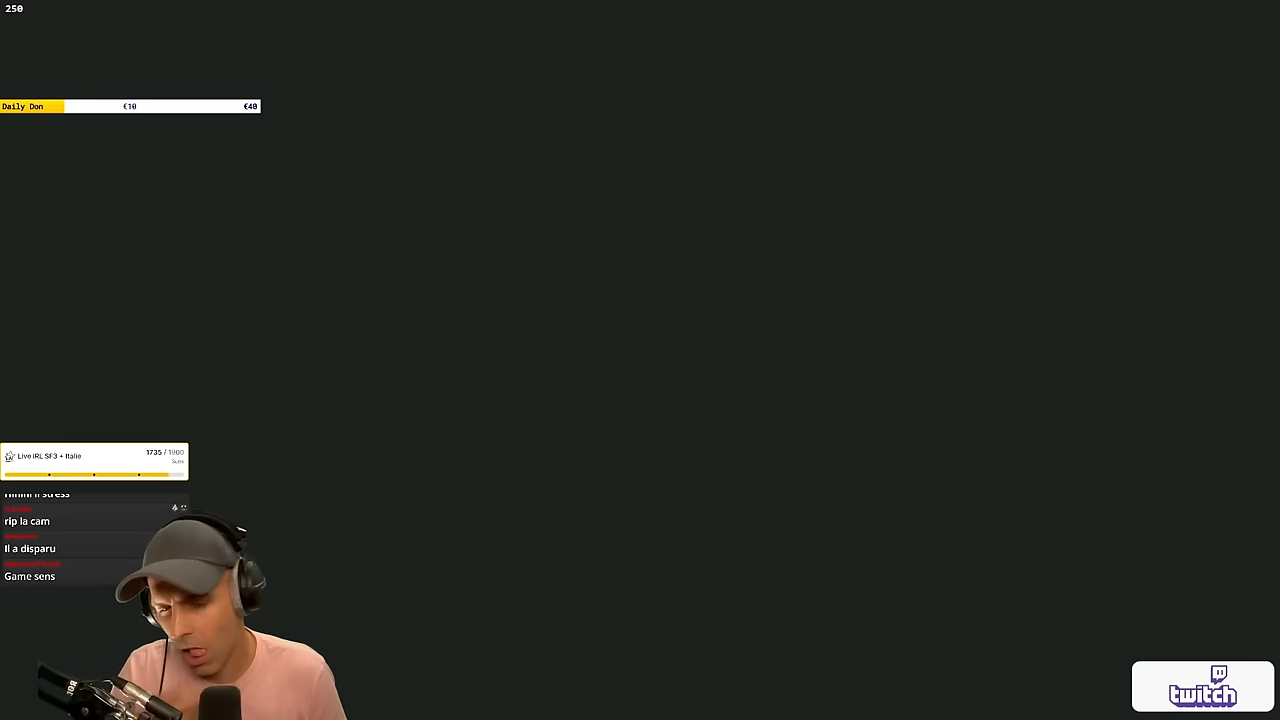 250
Daily Don €10 €40
Live IRL SF3 + Italie 1735 / 1900
Subs
rip la cam
Il a disparu
Game sens
twitch